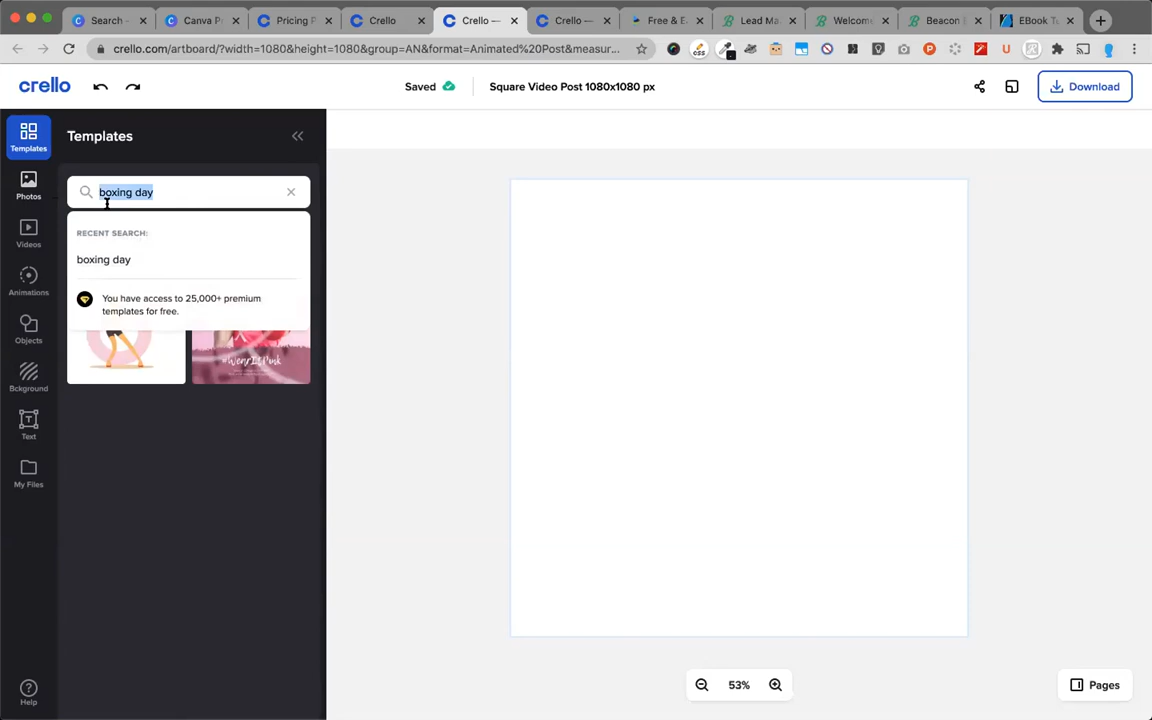 Search -
Canva P
Pricing P
Crello
Crello —
Crello —
Free & E
Lead Ma
Welcome
Beacon
EBook Tu
crello.com/artboard/?width=1080&height=1080&group=AN&format=Animated%20Post&measur...
crello
Saved
Square Video Post 1080x1080 px
Download
Templates
Templates
boxing day
Photos
RECENT SEARCH:
Videos
boxing day
Animations
You have access to 25,000+ premium
templates for free.
Objects
#WearItPink
Bckground
Text
My Files
53%
Pages
Help